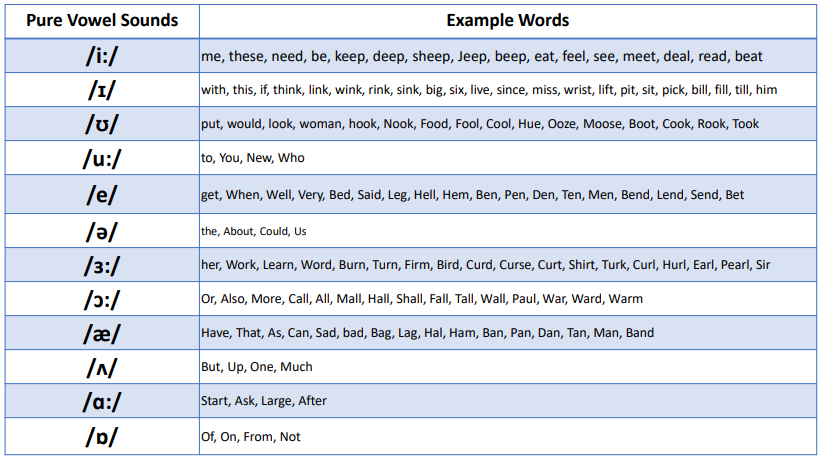 Pure Vowel Sounds Example Words
/i:/ me, these, need, be, keep, deep, sheep, Jeep, beep, eat, feel, see, meet, deal, read, beat
/ɪ/ with, this, if, think, link, wink, rink, sink, big, six, live, since, miss, wrist, lift, pit, sit, pick, bill, fill, till, him
/ʊ/ put, would, look, woman, hook, Nook, Food, Fool, Cool, Hue, Ooze, Moose, Boot, Cook, Rook, Took
/u:/ to, You, New, Who
/e/ get, When, Well, Very, Bed, Said, Leg, Hell, Hem, Ben, Pen, Den, Ten, Men, Bend, Lend, Send, Bet
/ə/ the, About, Could, Us
/ɜ:/ her, Work, Learn, Word, Burn, Turn, Firm, Bird, Curd, Curse, Curt, Shirt, Turk, Curl, Hurl, Earl, Pearl, Sir
/ɔ:/ Or, Also, More, Call, All, Mall, Hall, Shall, Fall, Tall, Wall, Paul, War, Ward, Warm
/æ/ Have, That, As, Can, Sad, bad, Bag, Lag, Hal, Ham, Ban, Pan, Dan, Tan, Man, Band
/ʌ/ But, Up, One, Much
/ɑ:/ Start, Ask, Large, After
/ɒ/ Of, On, From, Not